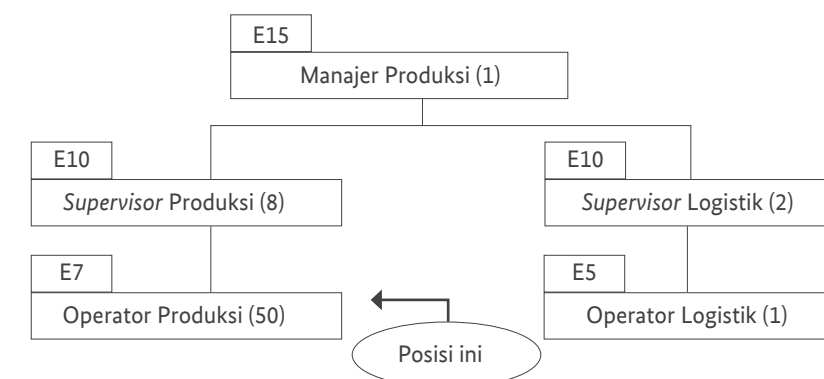 E15
Manajer Produksi (1)
E10
Supervisor Produksi (8)
E10
Supervisor Logistik (2)
E7
Operator Produksi (50)
E5
Operator Logistik (1)
Posisi ini